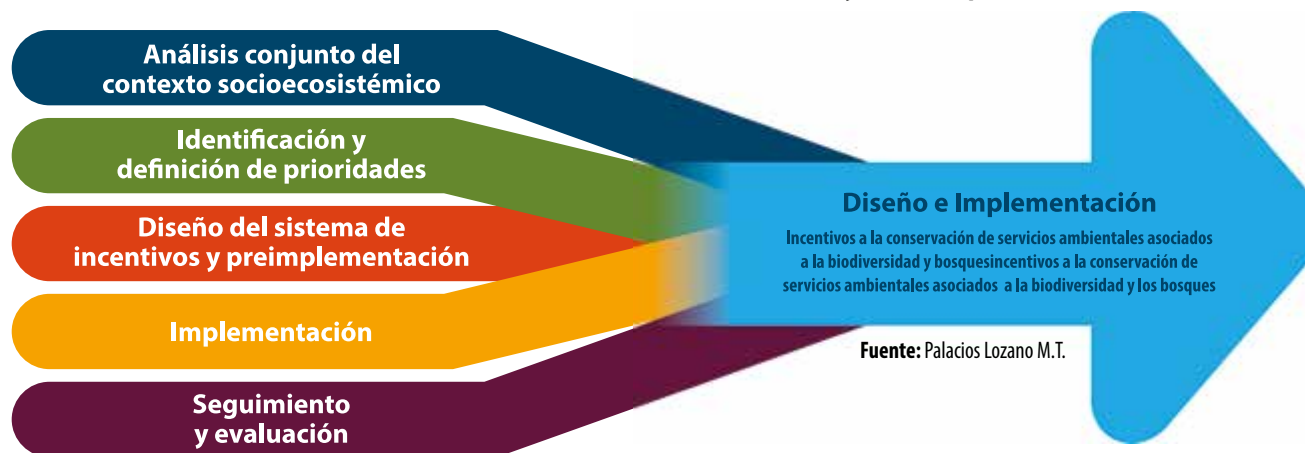 Análisis conjunto del
contexto socioecosistémico
Identificación y
definición de prioridades
Diseño del sistema de
incentivos y preimplementación
Implementación
Seguimiento
y evaluación
Diseño e Implementación
Incentivos a la conservación de servicios ambientales asociados
a la biodiversidad y bosquesincentivos a la conservación de
servicios ambientales asociados a la biodiversidad y los bosques
Fuente: Palacios Lozano M.T.